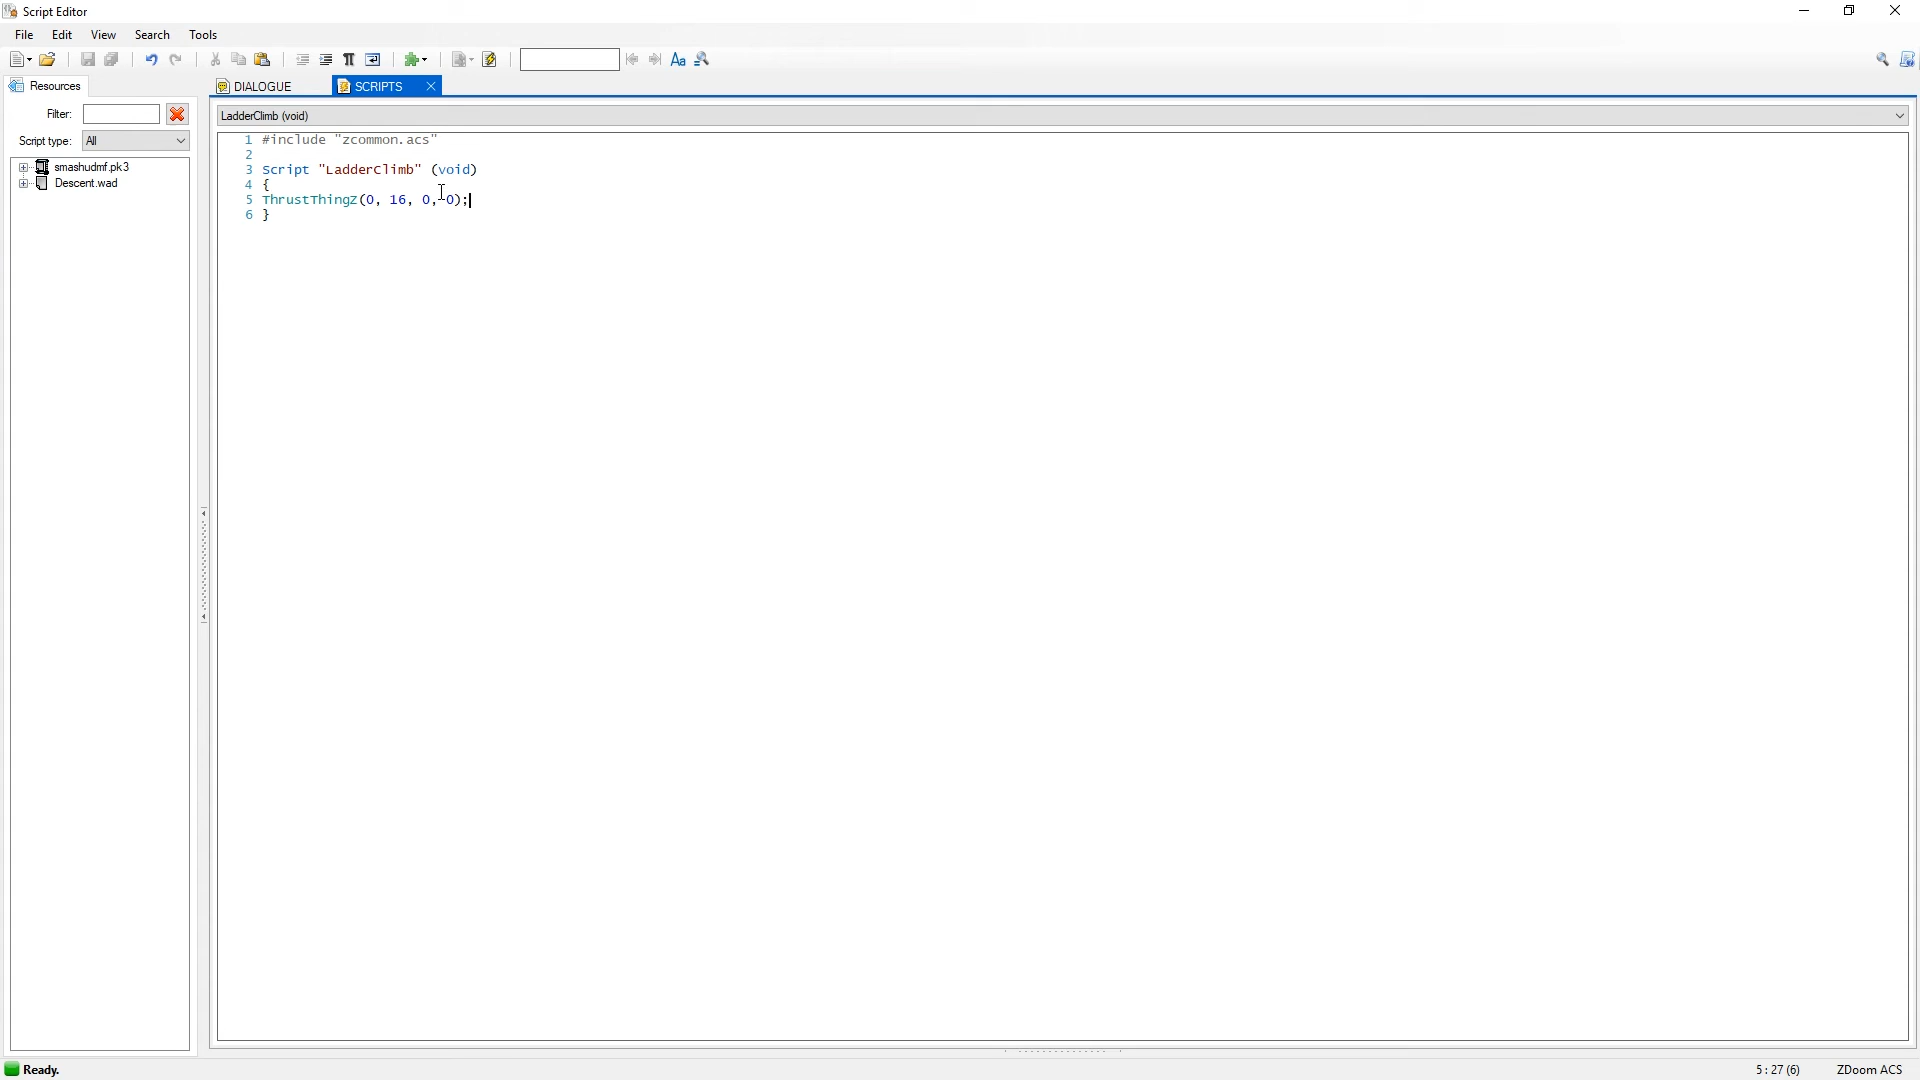 Script Editor
File Edit View Search Tools
Resources
DIALOGUE
SCRIPTS
Filter:
LadderClimb (void)
Script type: All
smashudmf.pk3
Descent.wad
1 #include "zcommon.acs"
2
3 Script "LadderClimb" (void)
4 {
5 ThrustThingZ(0, 16, 0, 0);
6 }
Ready.
5 : 27 (6)
ZDoom ACS